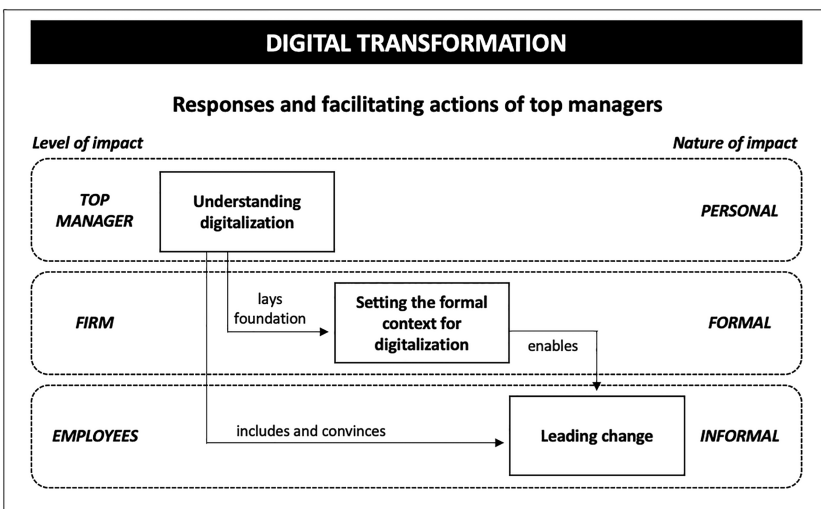 DIGITAL TRANSFORMATION
Responses and facilitating actions of top managers
Level of impact
Nature of impact
TOP
MANAGER
Understanding
digitalization
PERSONAL
FIRM
lays
foundation
Setting the formal
context for
digitalization
enables
FORMAL
EMPLOYEES
includes and convinces
Leading change
INFORMAL